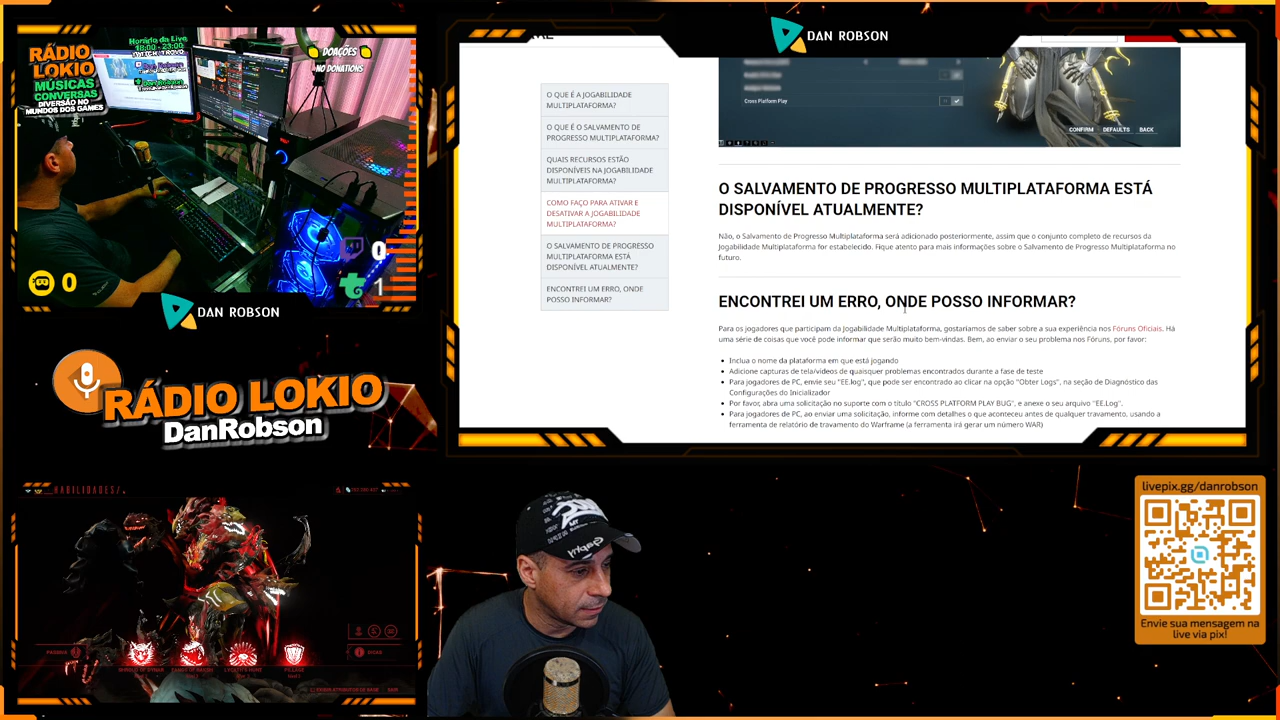 RÁDIO
LOKIO
MÚSICAS
CONVERSAS
DIVERSÃO NO
MUNDOS DOS GAMES
Horário da Live
18:00 - 23:00
DOAÇÕES
NO DONATIONS
0
1
0
DAN ROBSON
RÁDIO LOKIO
DanRobson
HABILIDADES/.
PASSIVA
DICAS
PILLAGE
SAIR
DAN ROBSON
O QUE É A JOGABILIDADE
MULTIPLATAFORMA?
O QUE É O SALVAMENTO DE
PROGRESSO MULTIPLATAFORMA?
QUAIS RECURSOS ESTÃO
DISPONÍVEIS NA JOGABILIDADE
MULTIPLATAFORMA?
COMO FAÇO PARA ATIVAR E
DESATIVAR A JOGABILIDADE
MULTIPLATAFORMA?
O SALVAMENTO DE PROGRESSO
MULTIPLATAFORMA ESTÁ
DISPONÍVEL ATUALMENTE?
ENCONTREI UM ERRO, ONDE
POSSO INFORMAR?
Cross Platform Play
CONFIRM DEFAULTS BACK
O SALVAMENTO DE PROGRESSO MULTIPLATAFORMA ESTÁ
DISPONÍVEL ATUALMENTE?
Não, o Salvamento de Progresso Multiplataforma será adicionado posteriormente, assim que o conjunto completo de recursos da
Jogabilidade Multiplataforma for estabelecido. Fique atento para mais informações sobre o Salvamento de Progresso Multiplataforma no
futuro.
ENCONTREI UM ERRO, ONDE POSSO INFORMAR?
Para os jogadores que participam da Jogabilidade Multiplataforma, gostaríamos de saber sobre a sua experiência nos Fóruns Oficiais. Há
uma série de coisas que você pode informar que serão muito bem-vindas. Bem, ao enviar o seu problema nos Fóruns, por favor:
Inclua o nome da plataforma em que está jogando
Adicione capturas de tela/vídeos de quaisquer problemas encontrados durante a fase de teste
Para jogadores de PC, envie seu "EE.log", que pode ser encontrado ao clicar na opção "Obter Logs", na seção de Diagnóstico das
Configurações do Inicializador
Por favor, abra uma solicitação no suporte com o título "CROSS PLATFORM PLAY BUG", e anexe o seu arquivo "EE.Log".
Para jogadores de PC, ao enviar uma solicitação, informe com detalhes o que aconteceu antes de qualquer travamento, usando a
ferramenta de relatório de travamento do Warframe (a ferramenta irá gerar um número WAR)
livepix.gg/danrobson
Envie sua mensagem na
live via pix!